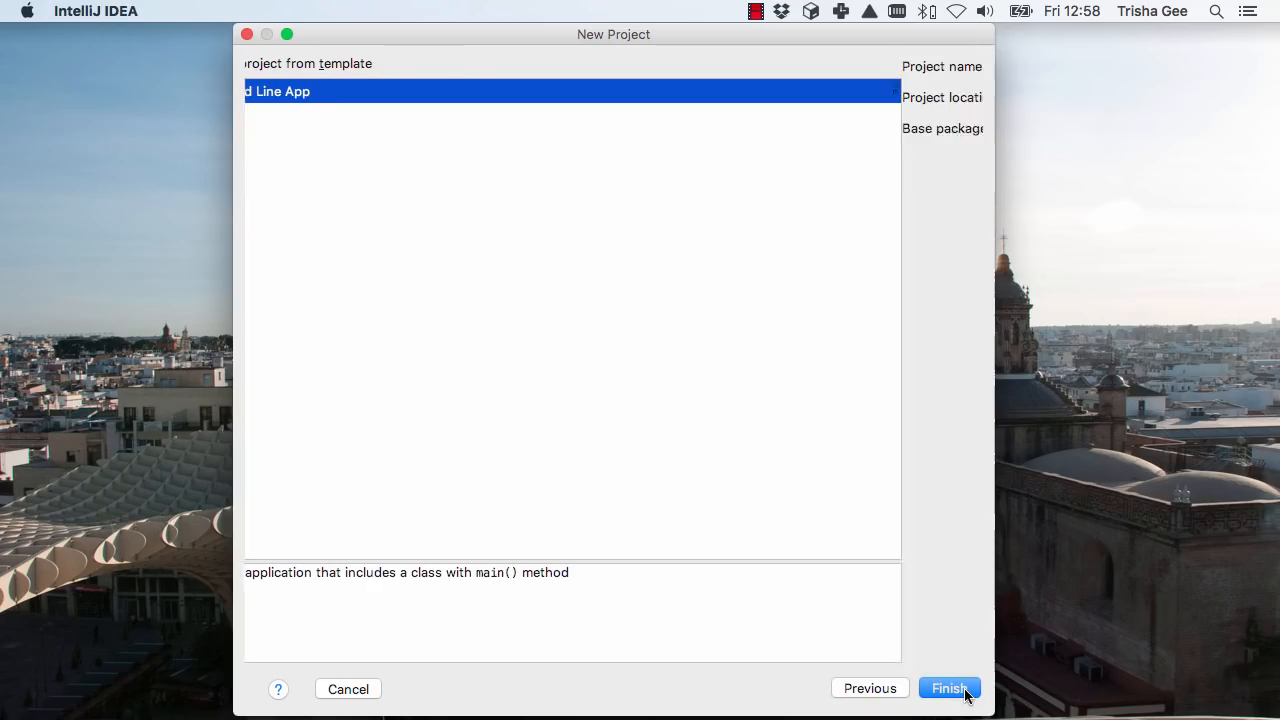 IntelliJ IDEA
Fri 12:58
Trisha Gee
New Project
project from template
Project name
d Line App
Project locati
Base package
application that includes a class with main() method
?
Cancel
Previous
Finish